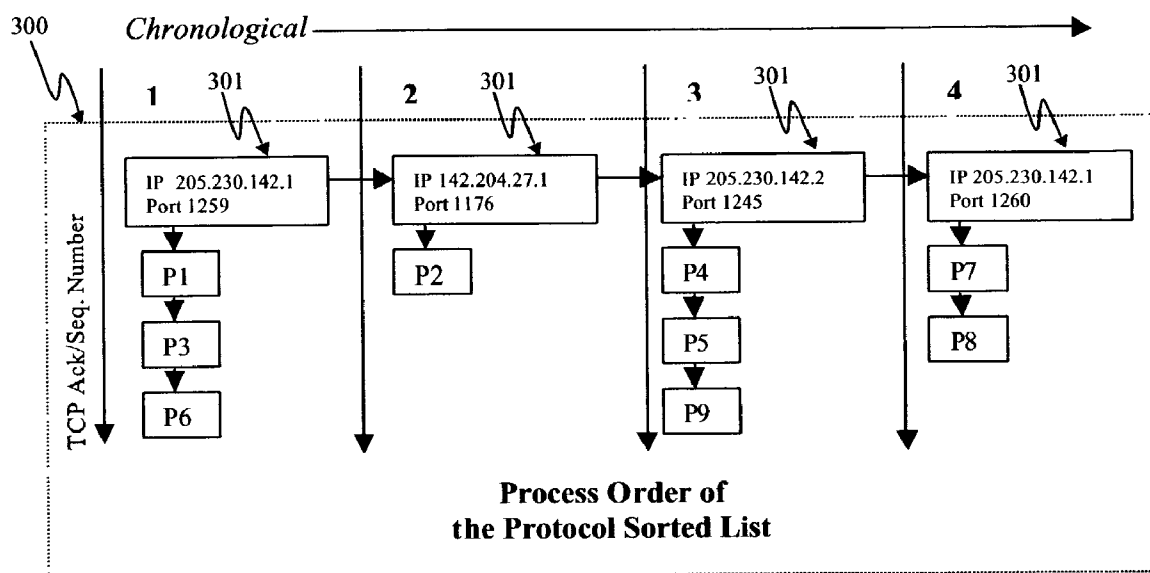 300
Chronological
1
301
2
301
3
301
4
301
IP 205.230.142.1
Port 1259
IP 142.204.27.1
Port 1176
IP 205.230.142.2
Port 1245
IP 205.230.142.1
Port 1260
TCP Ack/Seq. Number
P1
P3
P6
P2
P4
P5
P9
P7
P8
Process Order of
the Protocol Sorted List